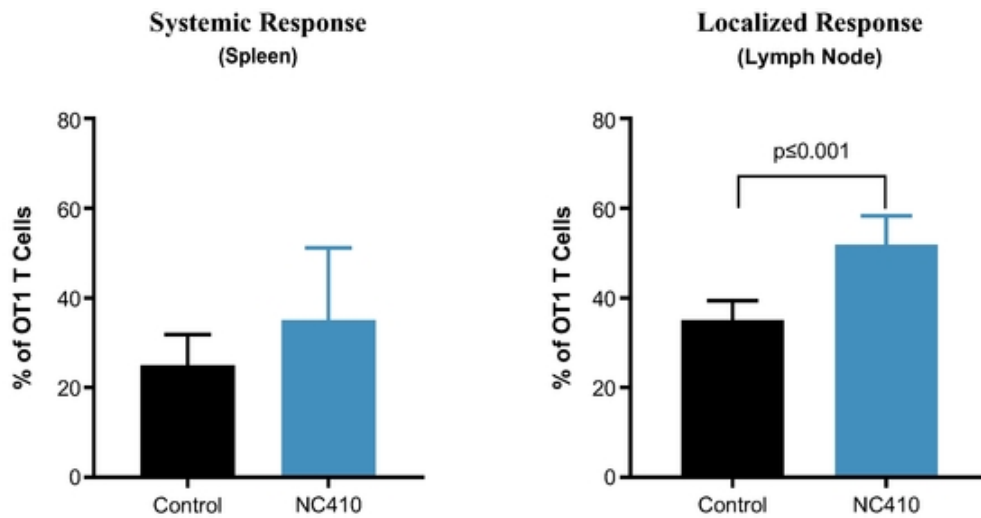 Systemic Response
(Spleen)
% of OT1 T Cells
80
60
40
20
0
Control NC410
Localized Response
(Lymph Node)
% of OT1 T Cells
80
60
40
20
0
p≤0.001
Control NC410